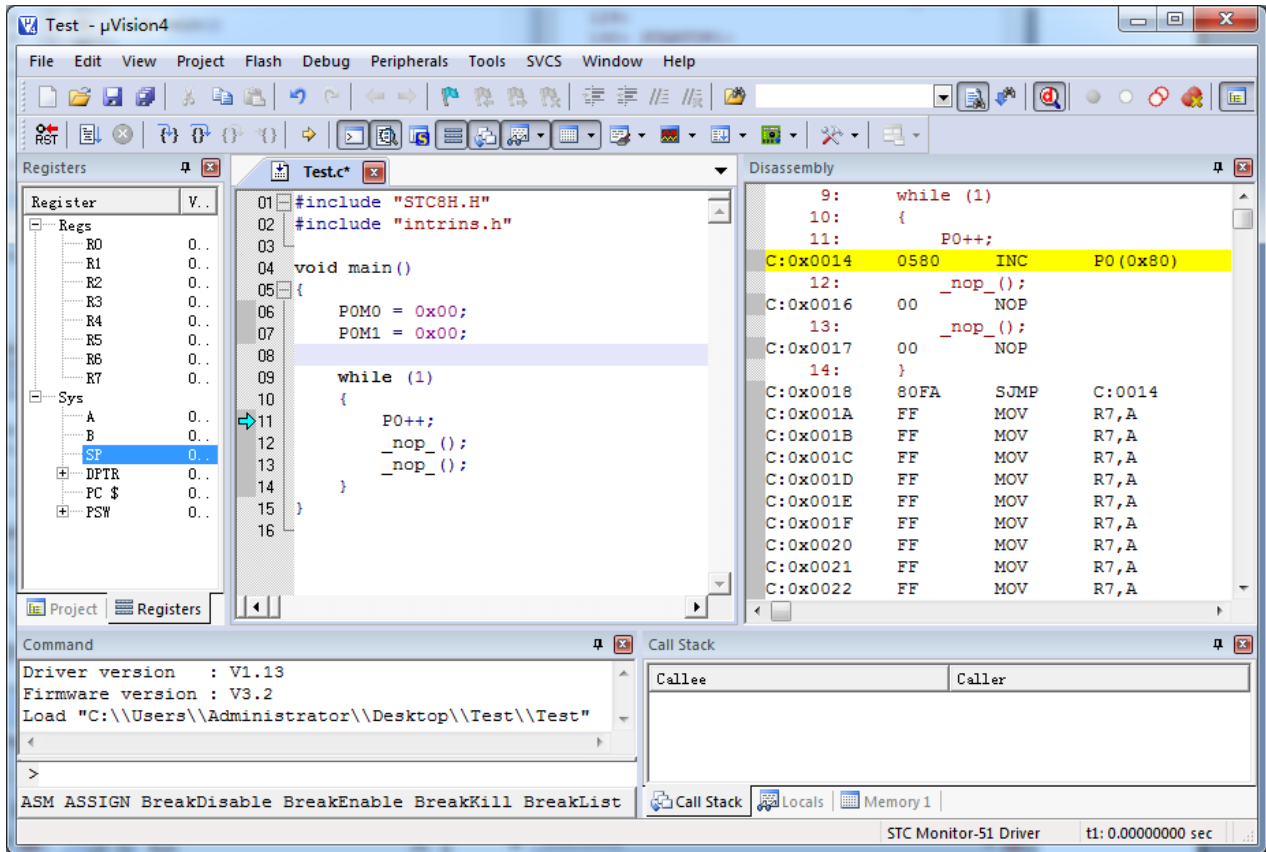 Test - µVision4
File Edit View Project Flash Debug Peripherals Tools SVCS Window Help
RST
Registers
Register V..
Regs
R0 0..
R1 0..
R2 0..
R3 0..
R4 0..
R5 0..
R6 0..
R7 0..
Sys
A 0..
B 0..
SP 0..
DPTR 0..
PC $ 0..
PSW 0..
Project Registers
Test.c*
01 #include "STC8H.H"
02 #include "intrins.h"
03
04 void main()
05 {
06 P0M0 = 0x00;
07 P0M1 = 0x00;
08
09 while (1)
10 {
11 P0++;
12 _nop_();
13 _nop_();
14 }
15 }
16
Disassembly
9: while (1)
10: {
11: P0++;
C:0x0014 0580 INC P0(0x80)
12: _nop_();
C:0x0016 00 NOP
13: _nop_();
C:0x0017 00 NOP
14: }
C:0x0018 80FA SJMP C:0014
C:0x001A FF MOV R7,A
C:0x001B FF MOV R7,A
C:0x001C FF MOV R7,A
C:0x001D FF MOV R7,A
C:0x001E FF MOV R7,A
C:0x001F FF MOV R7,A
C:0x0020 FF MOV R7,A
C:0x0021 FF MOV R7,A
C:0x0022 FF MOV R7,A
Command
Driver version : V1.13
Firmware version : V3.2
Load "C:\\Users\\Administrator\\Desktop\\Test\\Test"
>
ASM ASSIGN BreakDisable BreakEnable BreakKill BreakList
Call Stack
Callee Caller
Call Stack Locals Memory 1
STC Monitor-51 Driver t1: 0.00000000 sec